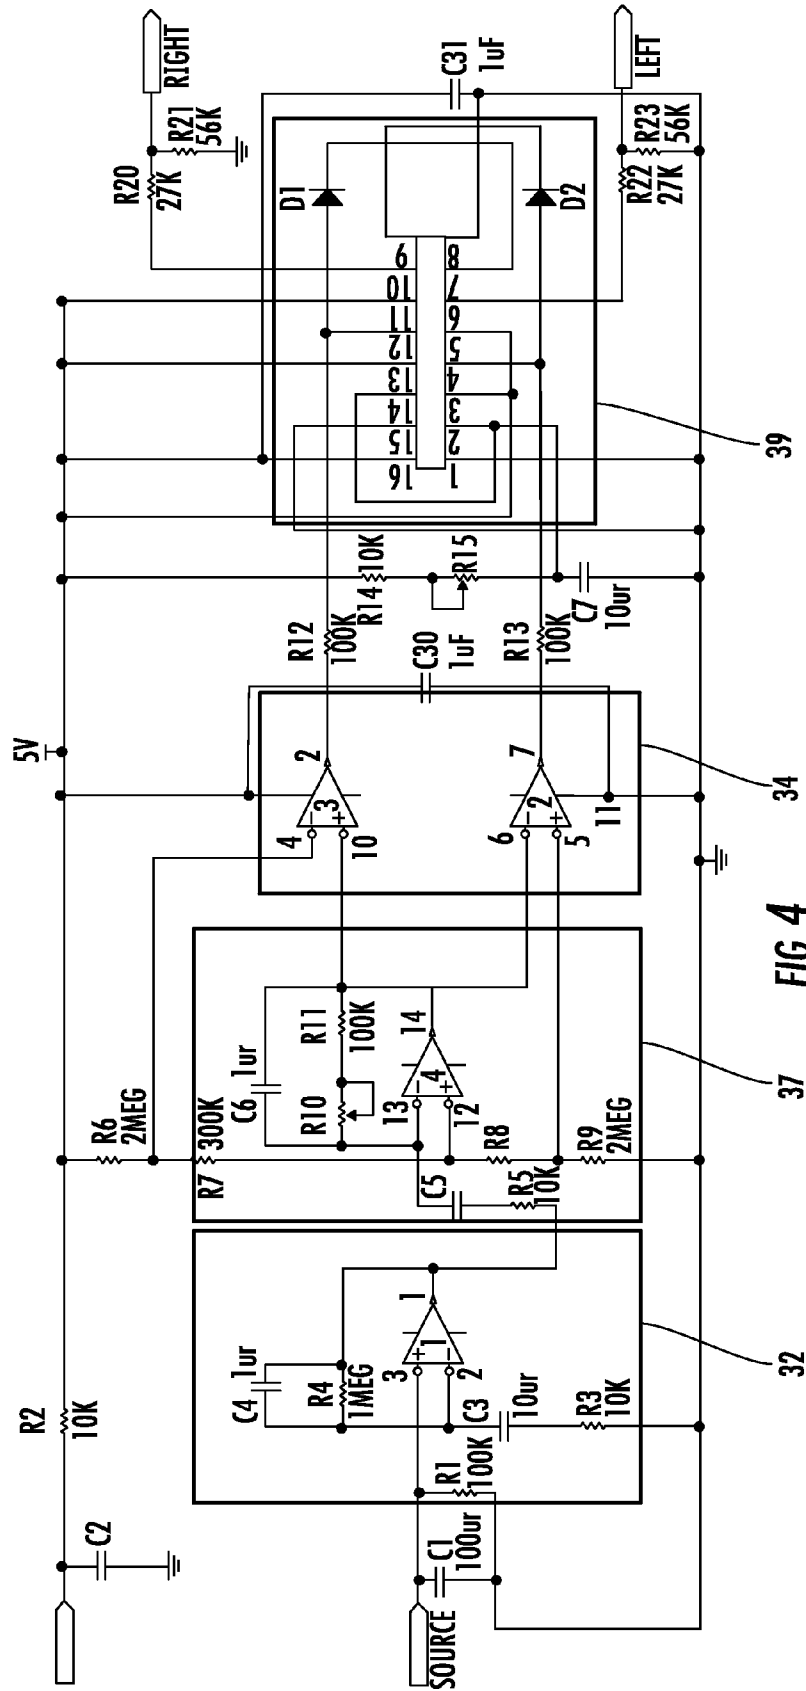 RIGHT
R21
56K
R20
27K
C31
1uF
LEFT
R23
56K
R22
27K
D1
D2
9
10
11
12
13
14
15
16
8
7
6
5
4
3
2
1
39
R14
10K
R15
C7
10ur
R12
100K
R13
100K
C30
1uF
5V
2
3
4
10
−
+
7
2
6
5
−
+
11
34
FIG 4
R6
2MEG
R7
300K
C6
1ur
R11
100K
R10
14
4
13
12
−
+
R8
R9
2MEG
C5
R5
10K
37
C4
1ur
R4
1MEG
1
1
3
2
+
−
C3
10ur
R3
10K
R1
100K
32
R2
10K
C2
C1
100ur
SOURCE